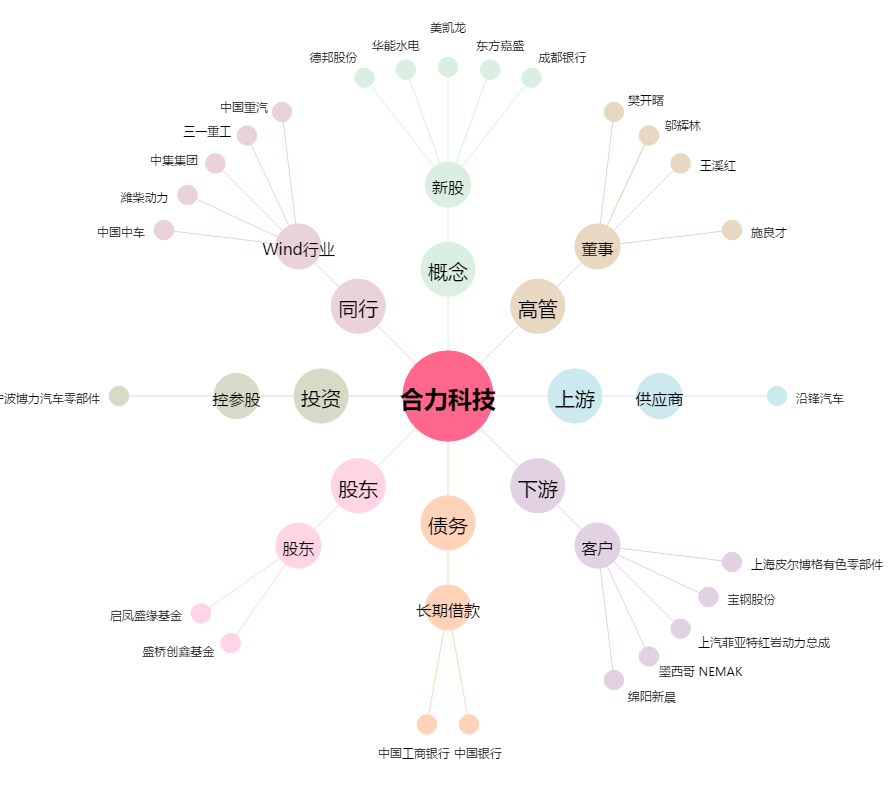 美凯龙
华能水电
东方嘉盛
德邦股份
成都银行
新股
概念
中国重汽
三一重工
中集集团
潍柴动力
中国中车
Wind行业
同行
樊开曙
邬辉林
王溪红
施良才
董事
高管
宁波博力汽车零部件
控参股
投资
合力科技
上游
供应商
沿锋汽车
股东
股东
启凤盛缘基金
盛桥创鑫基金
债务
长期借款
中国工商银行
中国银行
下游
客户
上海皮尔博格有色零部件
宝钢股份
上汽菲亚特红岩动力总成
墨西哥 NEMAK
绵阳新晨